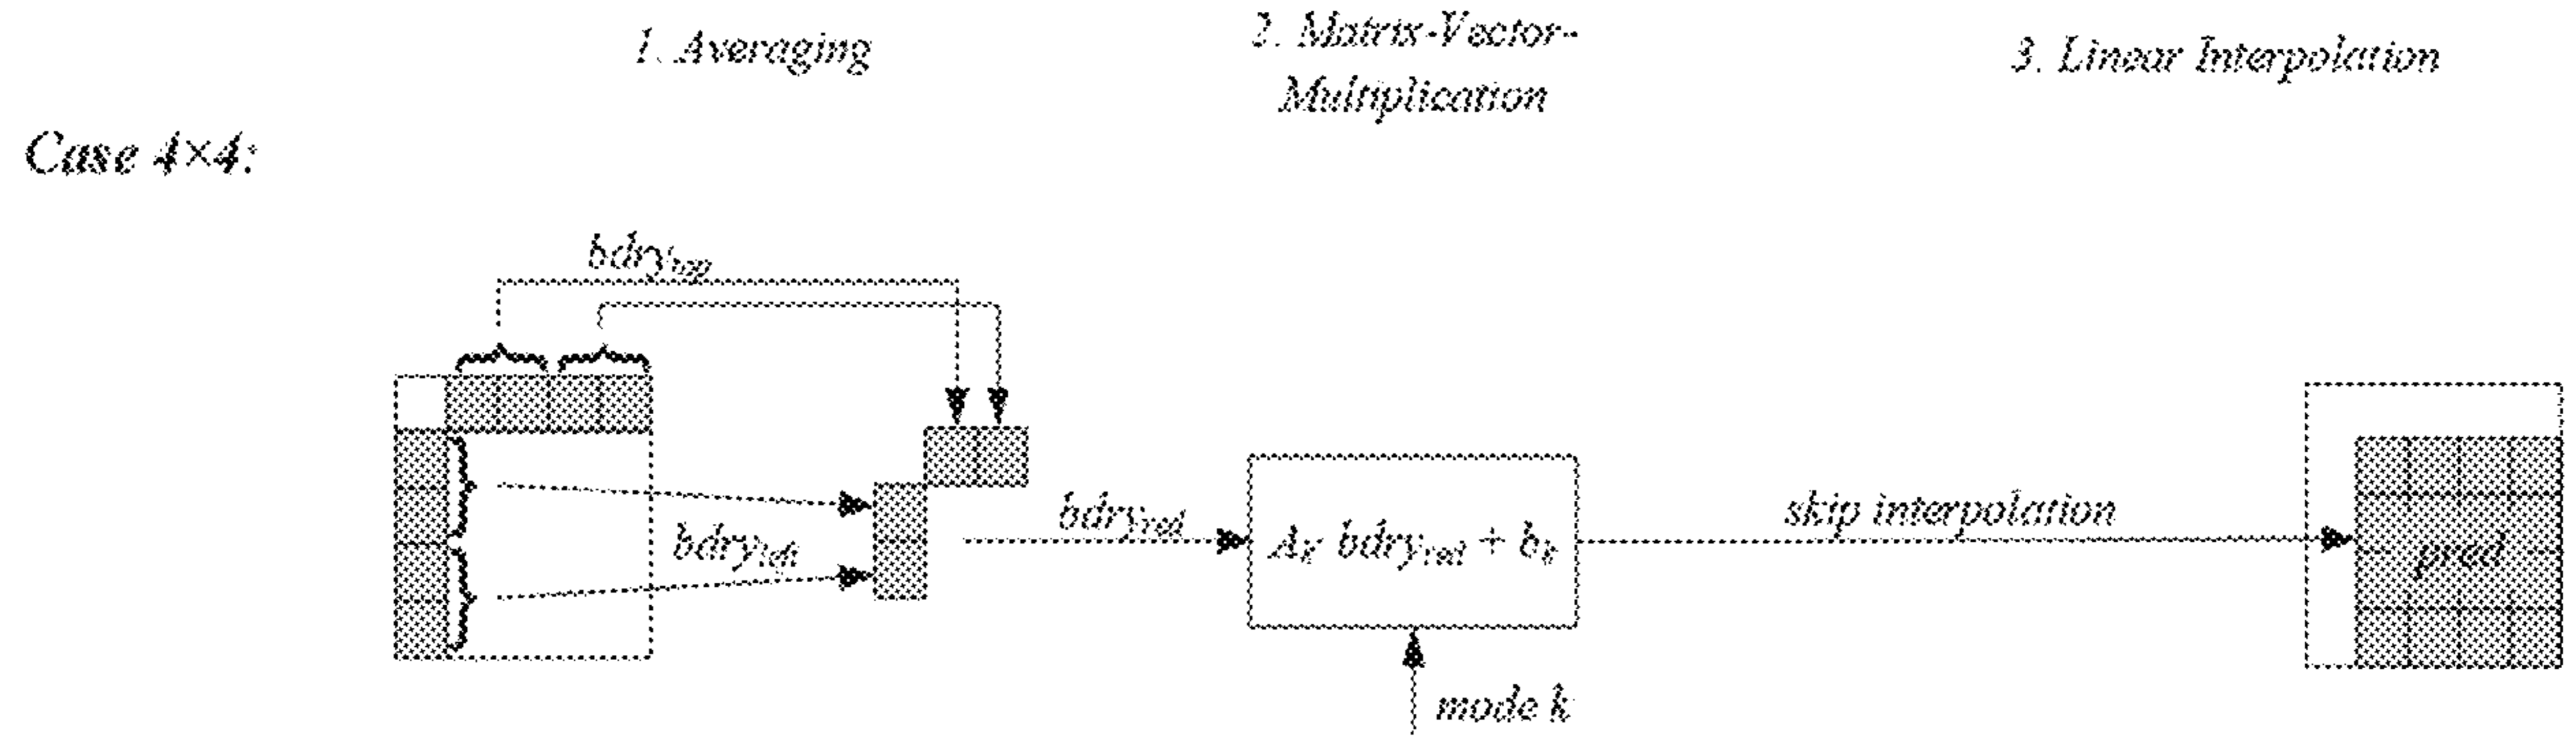 1. Averaging
2. Matrix-Vector-
Multiplication
3. Linear Interpolation
Case 4×4:
bdry_top
bdry_left
bdry_red
A_k bdry_red + b_k
skip interpolation
pred
mode k